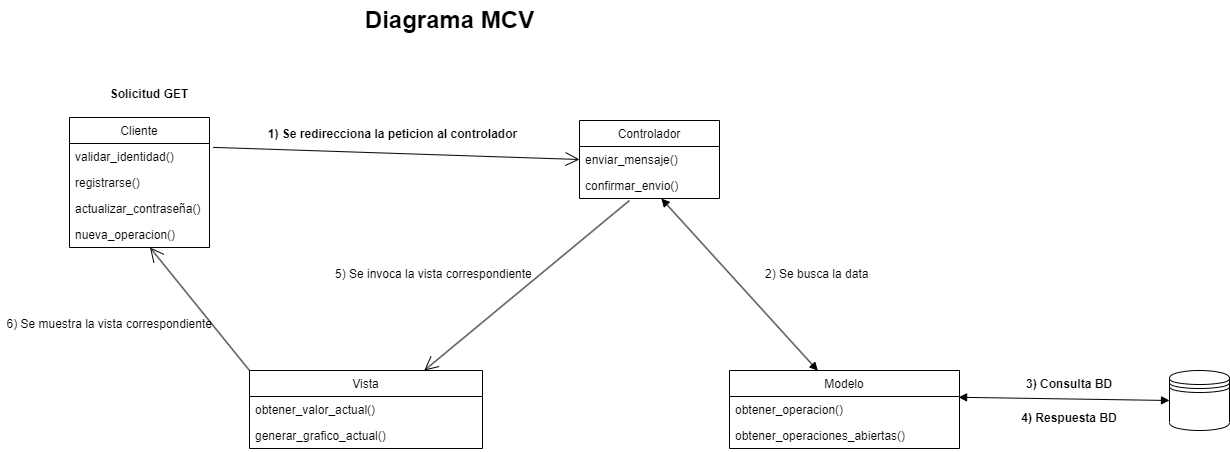 Diagrama MCV
Solicitud GET
Cliente
validar_identidad()
registrarse()
actualizar_contraseña()
nueva_operacion()
1) Se redirecciona la peticion al controlador
Controlador
enviar_mensaje()
confirmar_envio()
5) Se invoca la vista correspondiente
2) Se busca la data
6) Se muestra la vista correspondiente
Vista
obtener_valor_actual()
generar_grafico_actual()
Modelo
obtener_operacion()
obtener_operaciones_abiertas()
3) Consulta BD
4) Respuesta BD